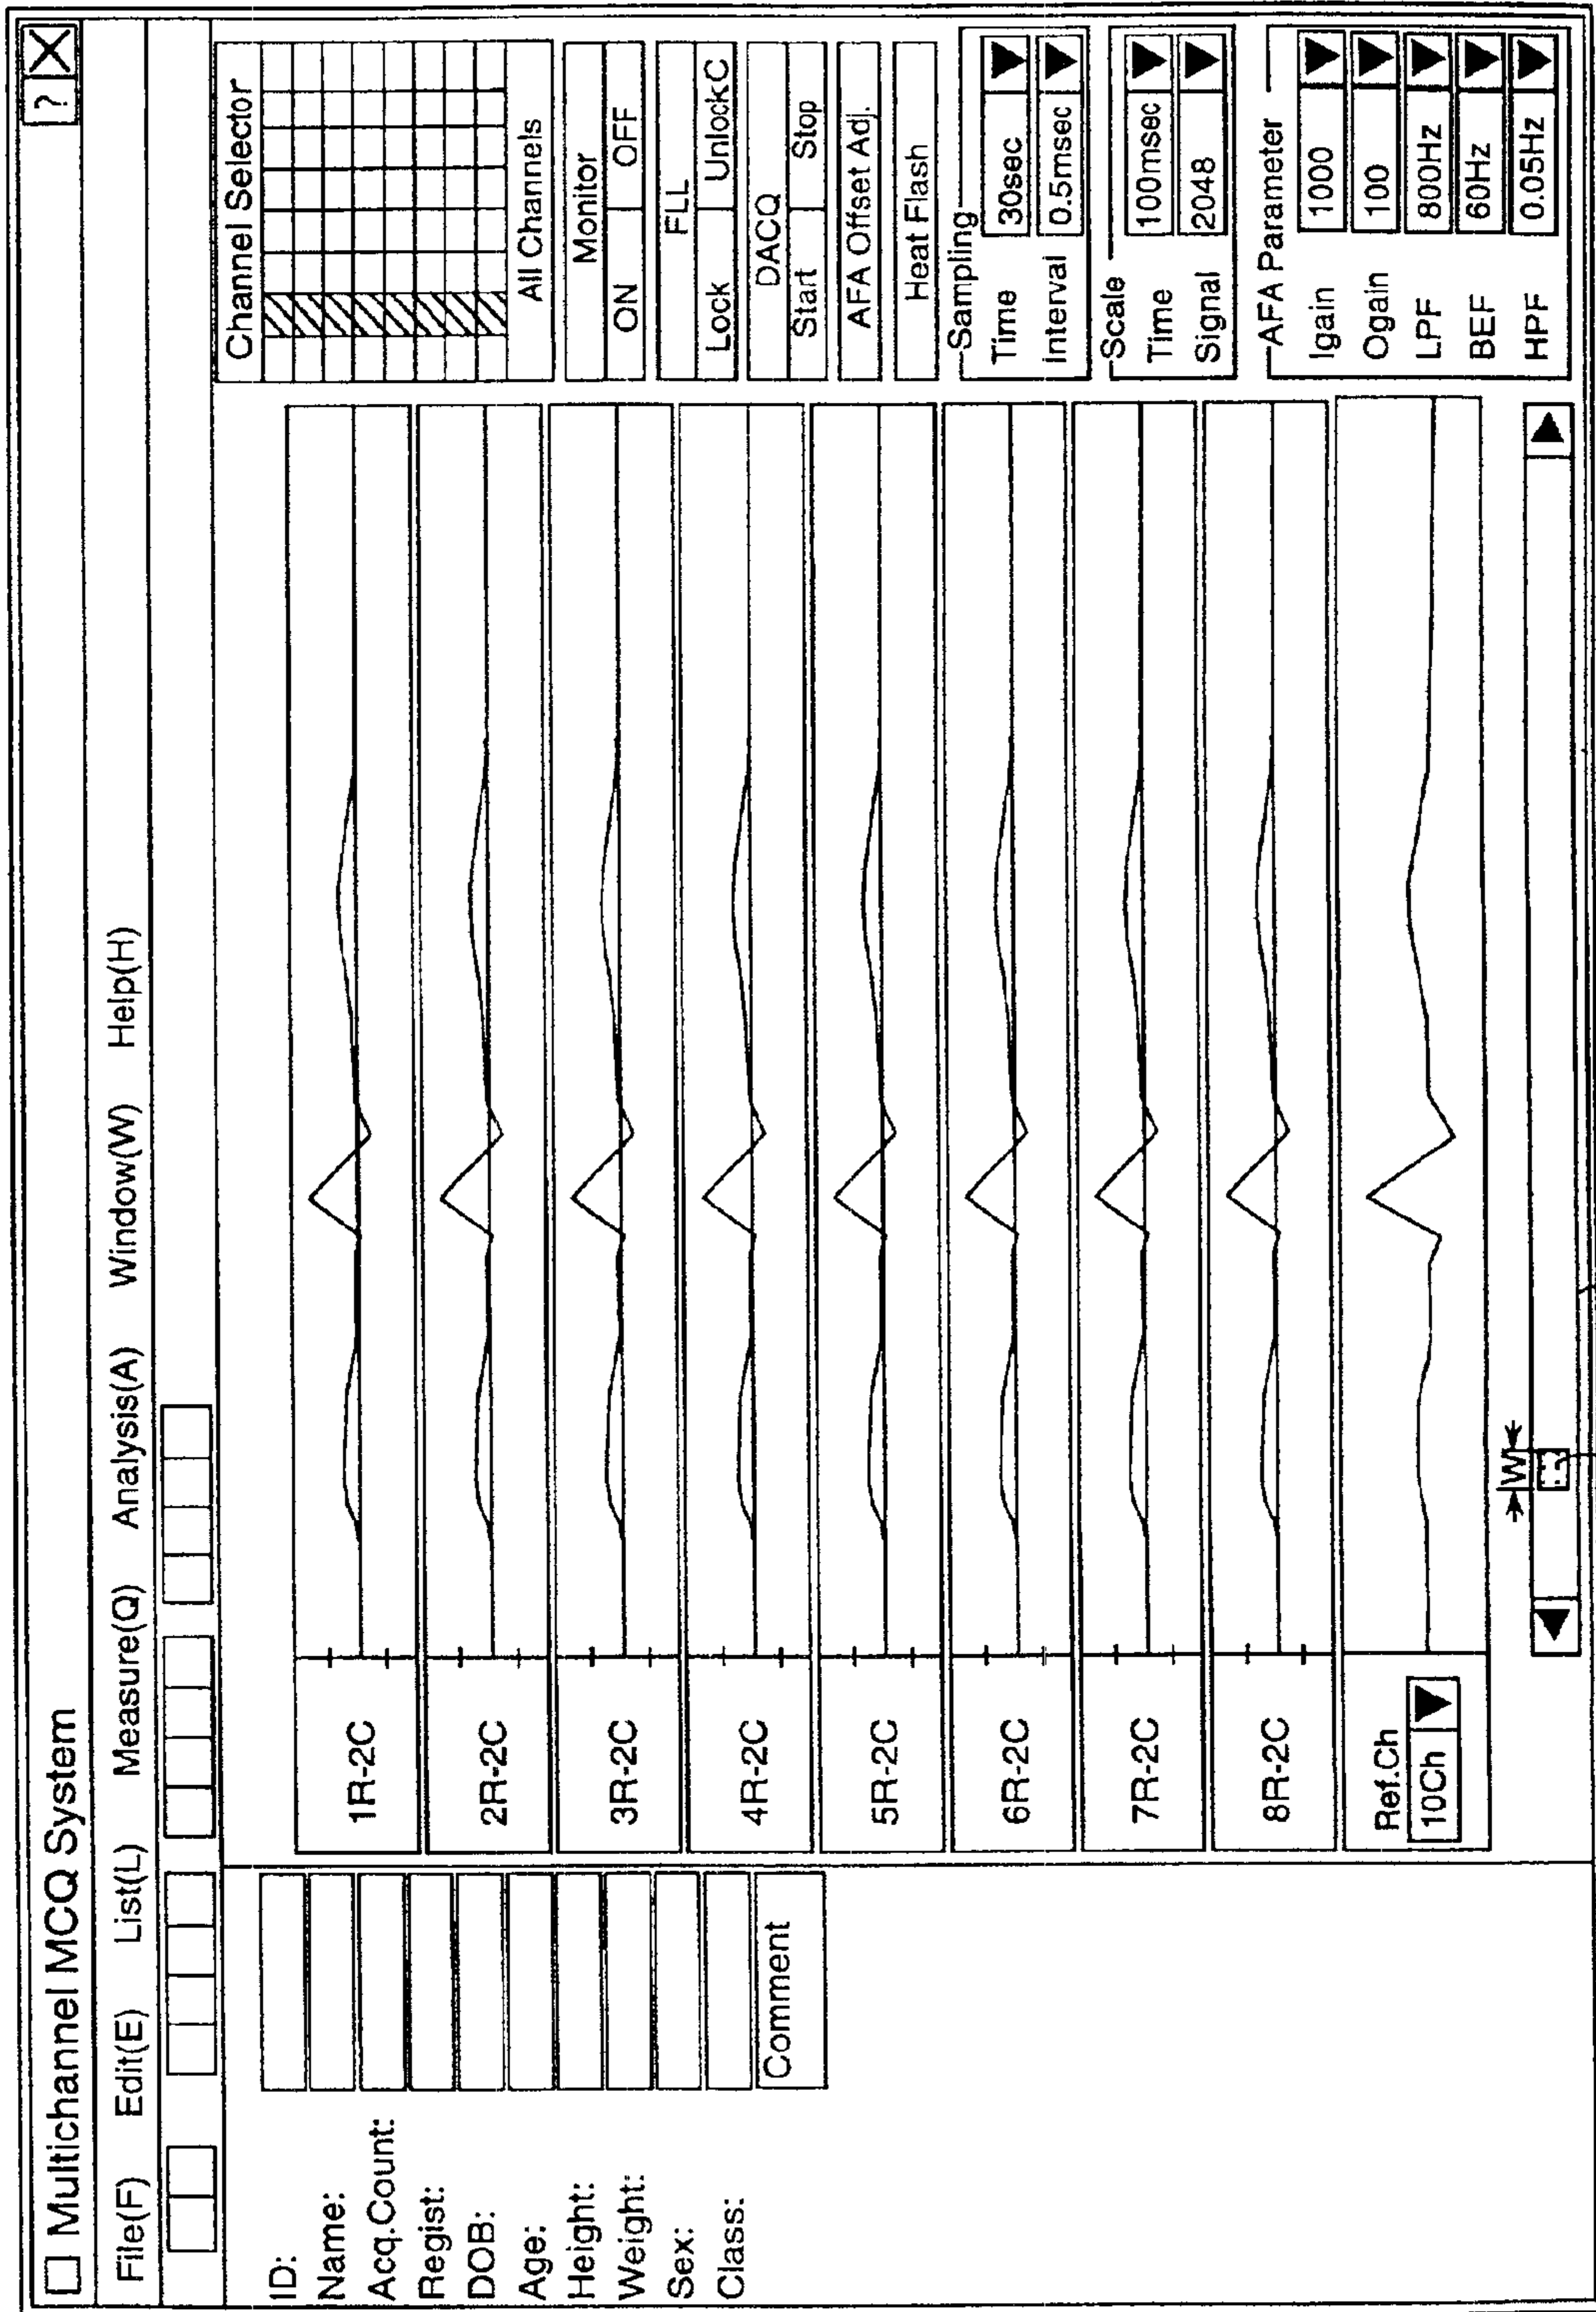 Multichannel MCQ System
? X
File(F) Edit(E) List(L) Measure(Q) Analysis(A) Window(W) Help(H)
ID:
Name:
Acq.Count:
Regist:
DOB:
Age:
Height:
Weight:
Sex:
Class:
Comment
1R-2C
2R-2C
3R-2C
4R-2C
5R-2C
6R-2C
7R-2C
8R-2C
Ref.Ch
10Ch
W
Channel Selector
All Channels
Monitor
ON OFF
FLL
Lock UnlockC
DACQ
Start Stop
AFA Offset Adj.
Heat Flash
Sampling
Time 30sec
interval 0.5msec
Scale
Time 100msec
Signal 2048
AFA Parameter
Igain 1000
Ogain 100
LPF 800Hz
BEF 60Hz
HPF 0.05Hz